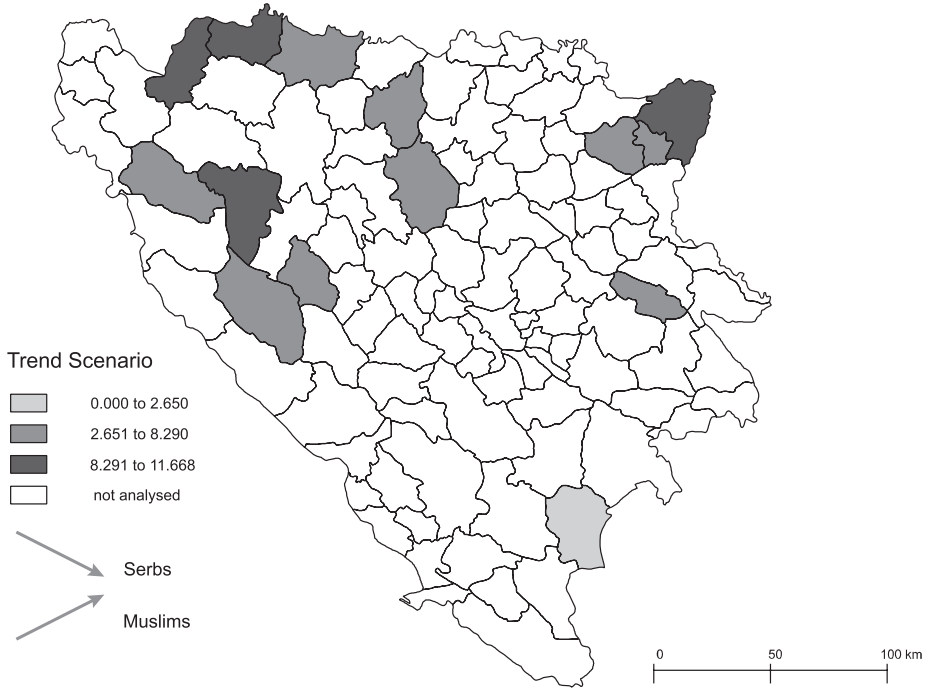 Trend Scenario
0.000 to 2.650
2.651 to 8.290
8.291 to 11.668
not analysed
Serbs
Muslims
0 50 100 km